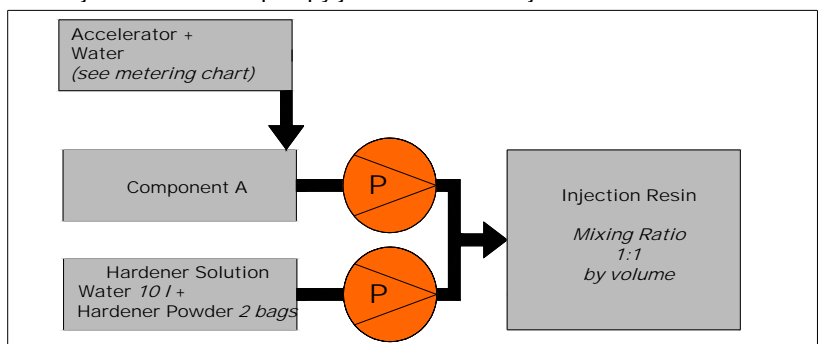 Accelerator +
Water
(see metering chart)
Component A
P
Injection Resin
Mixing Ratio
1:1
by volume
Hardener Solution
Water 10 l +
Hardener Powder 2 bags
P